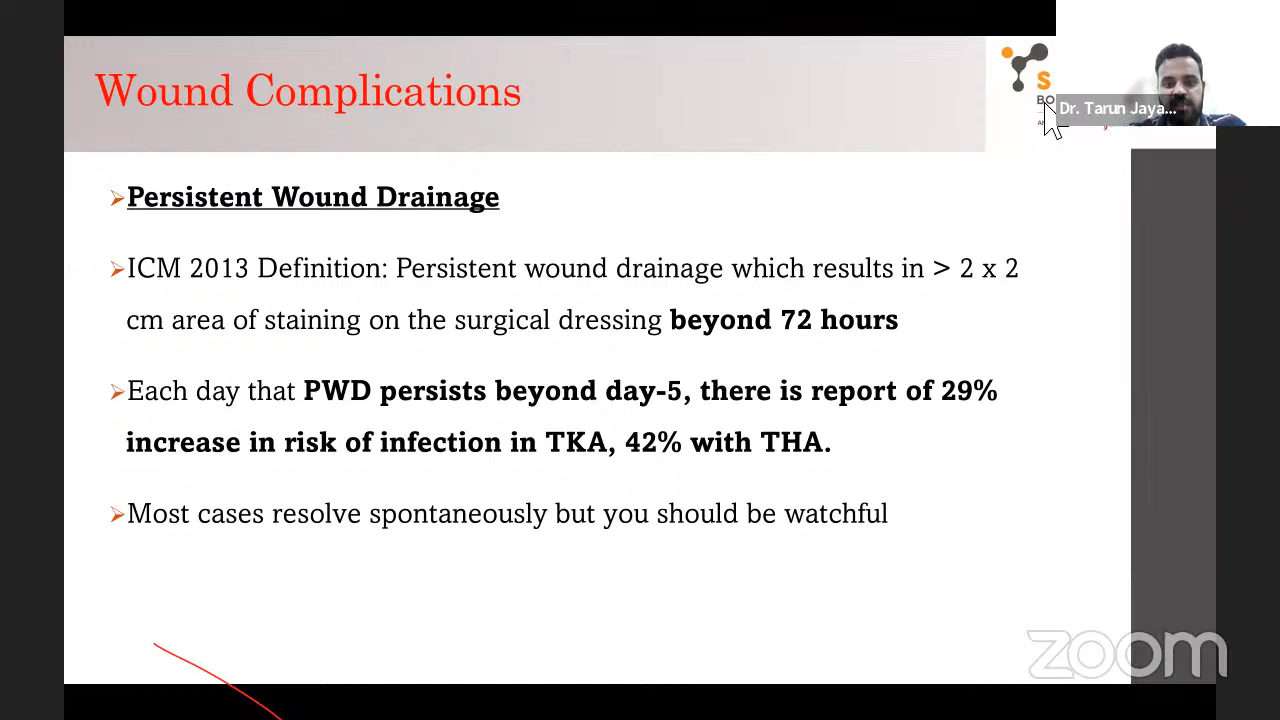 Wound Complications
S
BO
Dr. Tarun Jaya...
Persistent Wound Drainage
ICM 2013 Definition: Persistent wound drainage which results in > 2 x 2
cm area of staining on the surgical dressing beyond 72 hours
Each day that PWD persists beyond day-5, there is report of 29%
increase in risk of infection in TKA, 42% with THA.
Most cases resolve spontaneously but you should be watchful
zoom